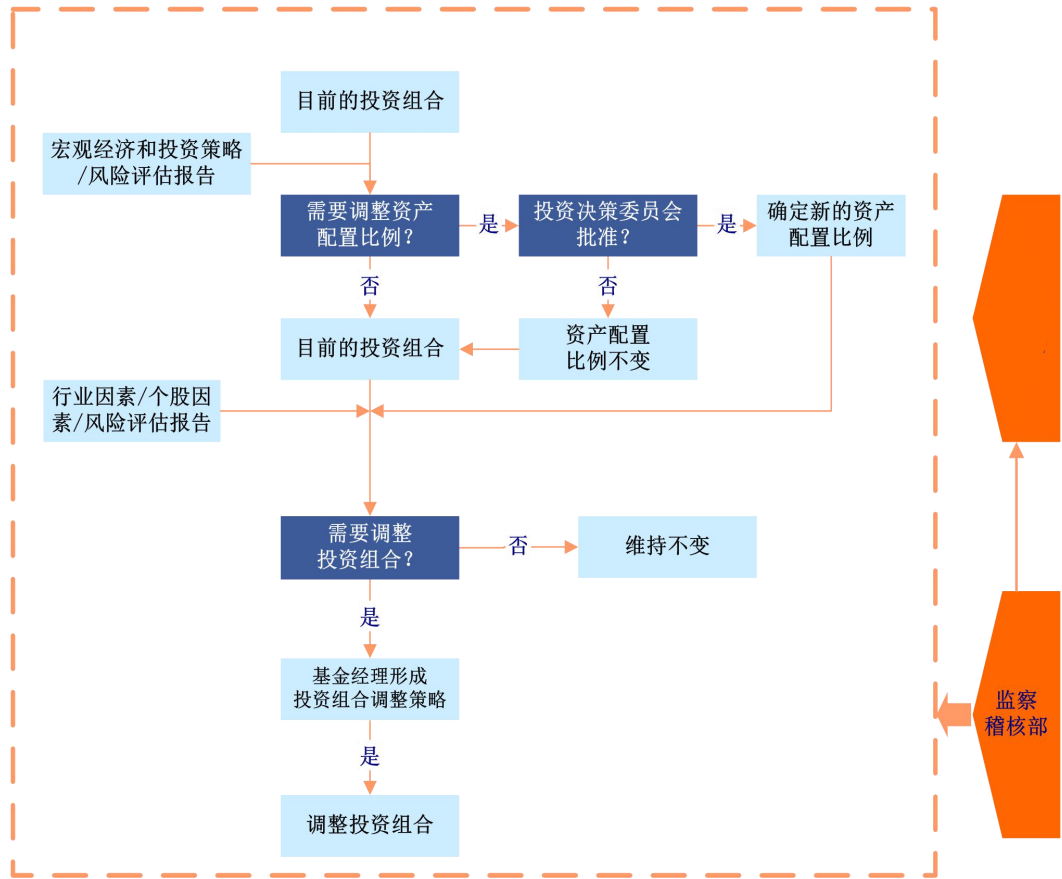 目前的投资组合
宏观经济和投资策略
/风险评估报告
需要调整资产
配置比例？
是
投资决策委员会
批准？
是
确定新的资产
配置比例
否
否
目前的投资组合
资产配置
比例不变
行业因素/个股因
素/风险评估报告
需要调整
投资组合？
否
维持不变
是
基金经理形成
投资组合调整策略
监察
稽核部
是
调整投资组合